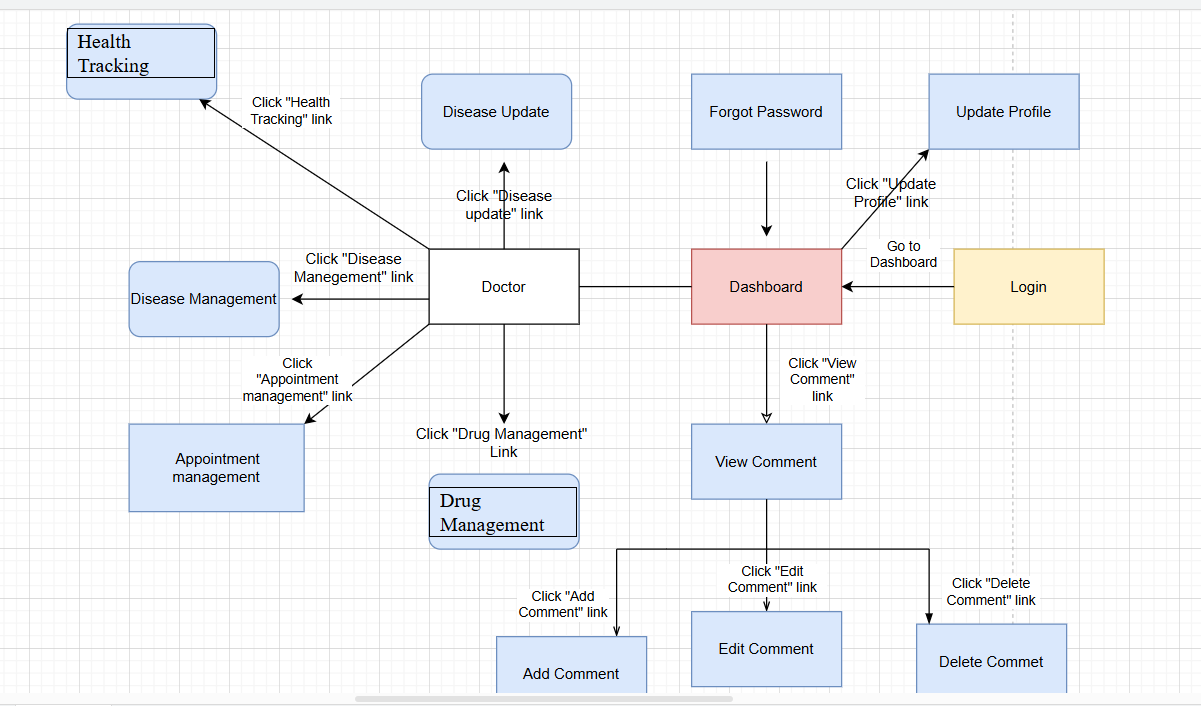 Health
Tracking
Click "Health
Tracking" link
Disease Update
Forgot Password
Update Profile
Click "Disease
update" link
Click "Update
Profile" link
Go to
Dashboard
Click "Disease
Manegement" link
Disease Management
Doctor
Dashboard
Login
Click
"Appointment
management" link
Click "View
Comment"
link
Click "Drug Management"
Link
Appointment
management
View Comment
Drug
Management
Click "Edit
Comment" link
Click "Add
Comment" link
Click "Delete
Comment" link
Edit Comment
Add Comment
Delete Commet